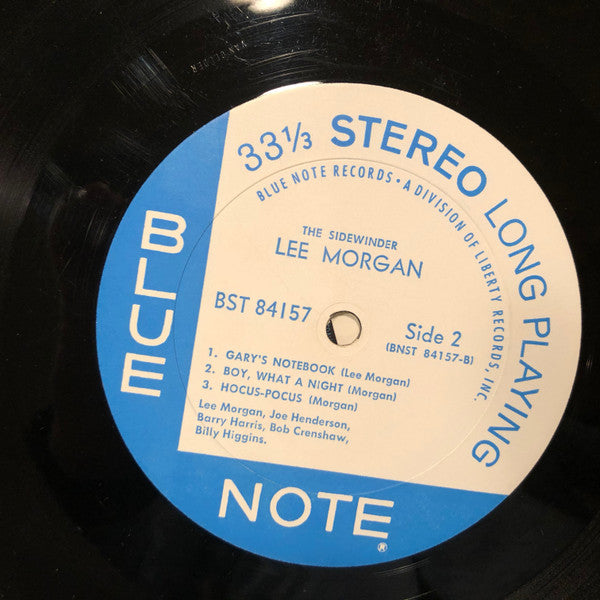 VAN GELDER
33⅓ STEREO LONG PLAYING
BLUE NOTE RECORDS • A DIVISION OF LIBERTY RECORDS, INC.
THE SIDEWINDER
LEE MORGAN
BST 84157
Side 2
(BNST 84157-B)
1. GARY'S NOTEBOOK (Lee Morgan)
2. BOY, WHAT A NIGHT (Morgan)
3. HOCUS-POCUS (Morgan)
Lee Morgan, Joe Henderson,
Barry Harris, Bob Crenshaw,
Billy Higgins.
BLUE
NOTE®